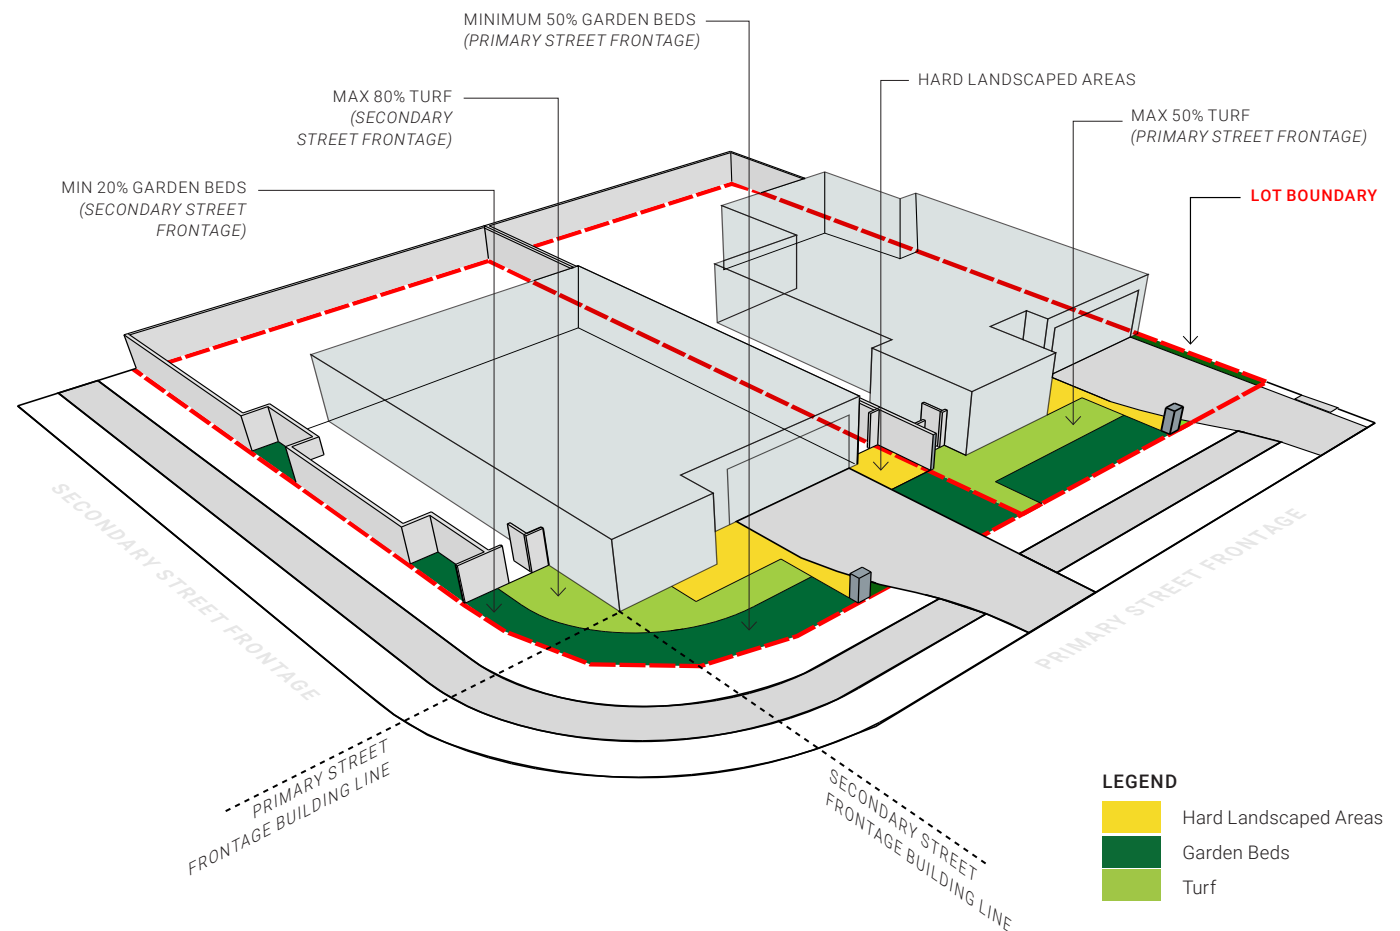 MINIMUM 50% GARDEN BEDS
(PRIMARY STREET FRONTAGE)
HARD LANDSCAPED AREAS
MAX 80% TURF
(SECONDARY
STREET FRONTAGE)
MAX 50% TURF
(PRIMARY STREET FRONTAGE)
MIN 20% GARDEN BEDS
(SECONDARY STREET
FRONTAGE)
LOT BOUNDARY
SECONDARY STREET FRONTAGE
PRIMARY STREET FRONTAGE
PRIMARY STREET
FRONTAGE BUILDING LINE
SECONDARY STREET
FRONTAGE BUILDING LINE
LEGEND
Hard Landscaped Areas
Garden Beds
Turf